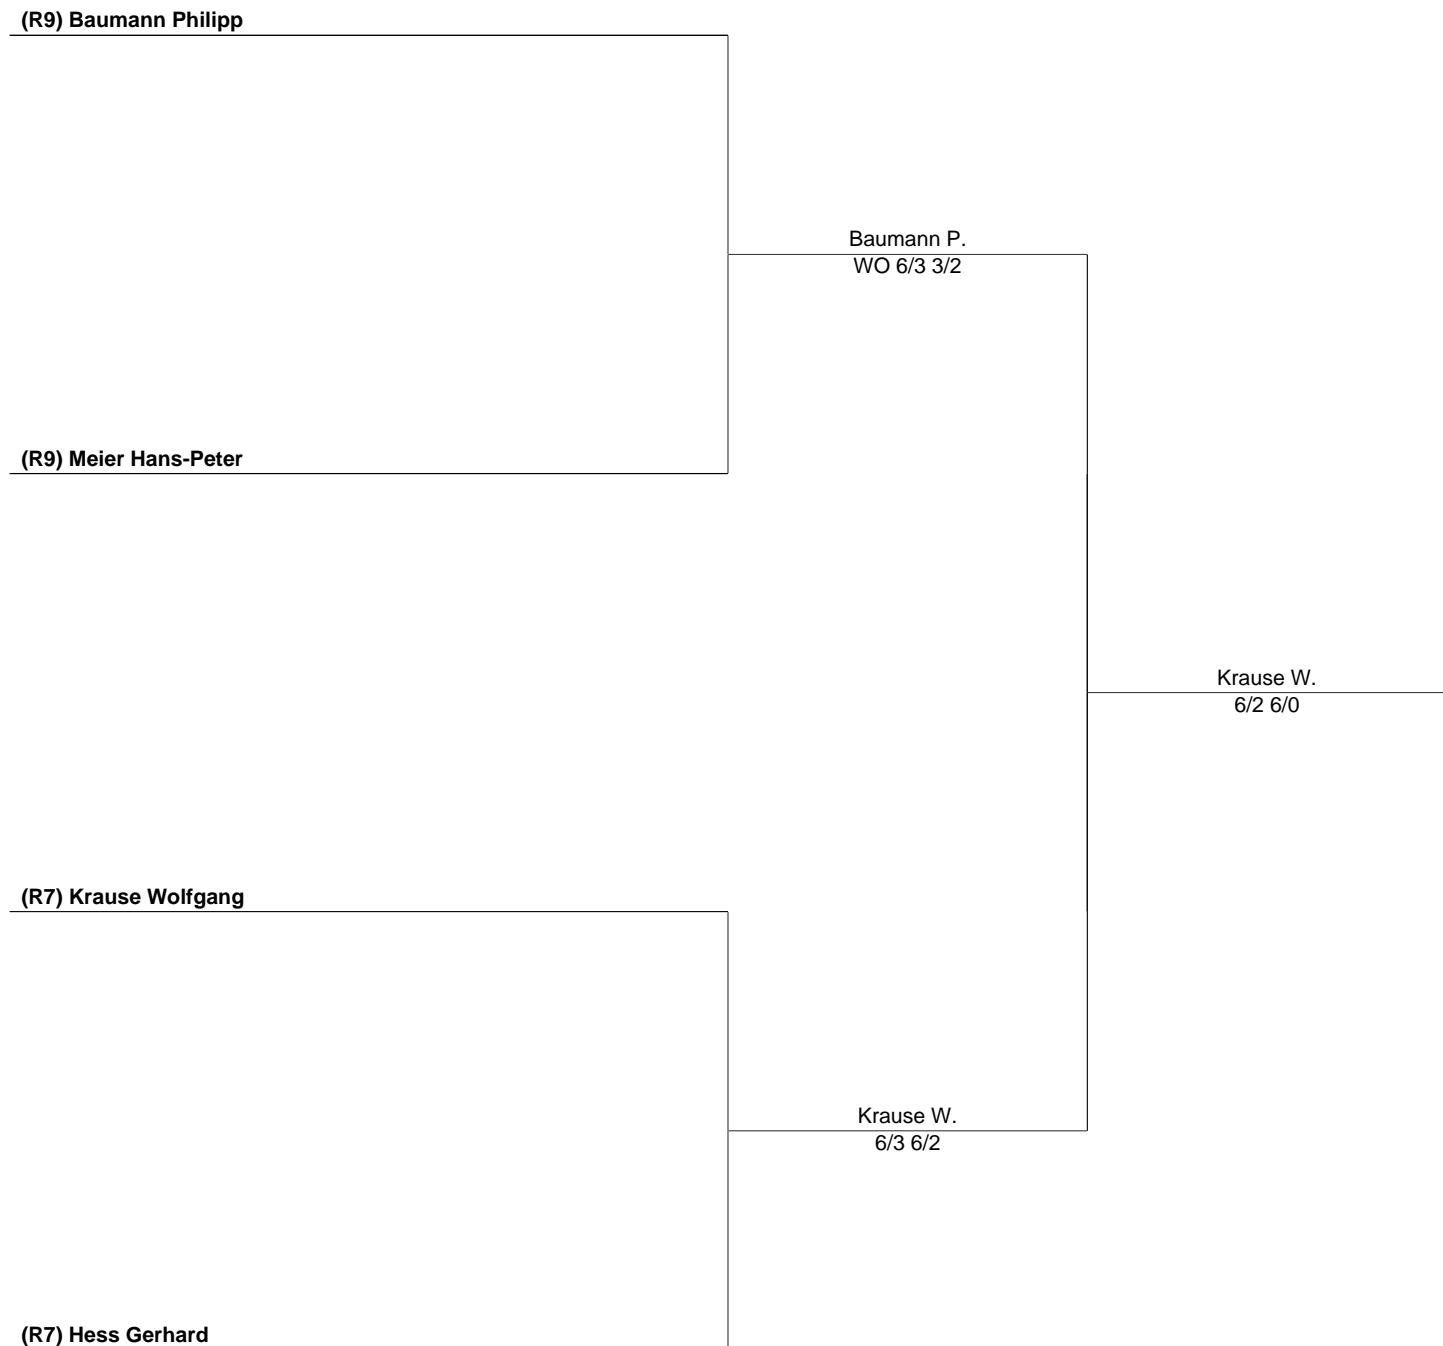 (R9) Baumann Philipp
Baumann P.
WO 6/3 3/2
(R9) Meier Hans-Peter
Krause W.
6/2 6/0
(R7) Krause Wolfgang
Krause W.
6/3 6/2
(R7) Hess Gerhard